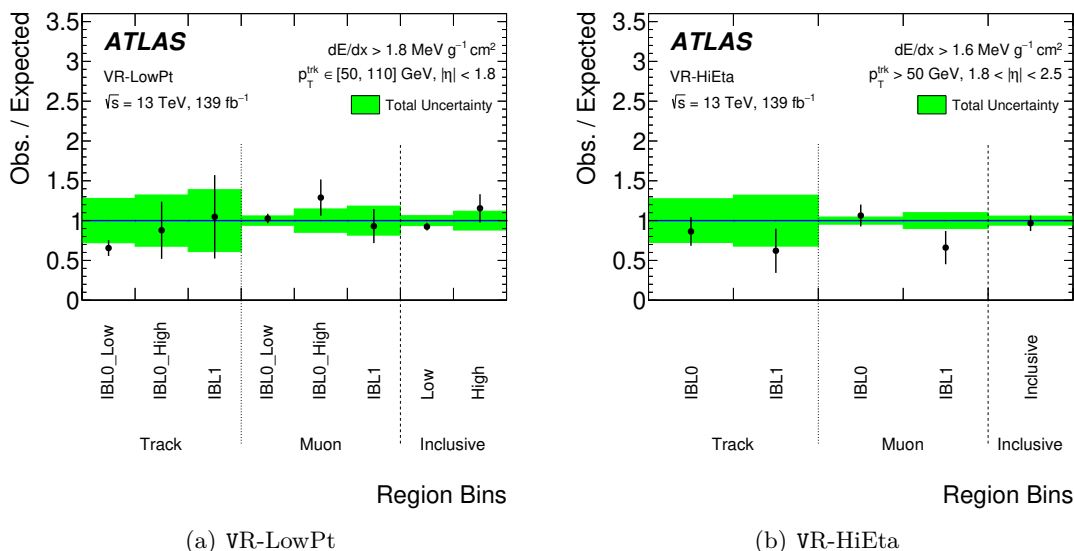 Obs. / Expected
3.5
3
2.5
2
1.5
1
0.5
0
ATLAS
VR-LowPt
√s = 13 TeV, 139 fb⁻¹
dE/dx > 1.8 MeV g⁻¹ cm²
p_T^trk ∈ [50, 110] GeV, |η| < 1.8
Total Uncertainty
IBL0_Low
IBL0_High
IBL1
IBL0_Low
IBL0_High
IBL1
Low
High
Track Muon Inclusive
Region Bins
(a) VR-LowPt
Obs. / Expected
3.5
3
2.5
2
1.5
1
0.5
0
ATLAS
VR-HiEta
√s = 13 TeV, 139 fb⁻¹
dE/dx > 1.6 MeV g⁻¹ cm²
p_T^trk > 50 GeV, 1.8 < |η| < 2.5
Total Uncertainty
IBL0
IBL1
IBL0
IBL1
Inclusive
Track Muon Inclusive
Region Bins
(b) VR-HiEta